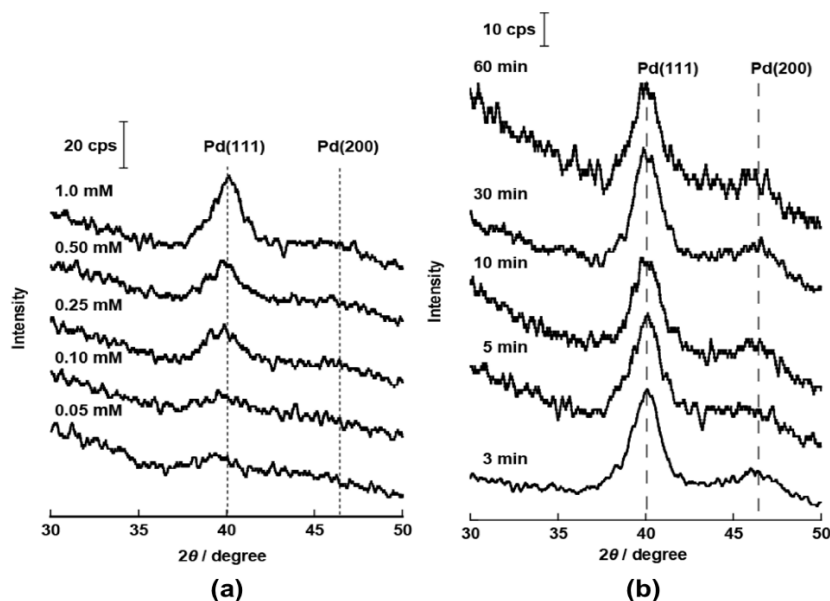 20 cps
Pd(111)
Pd(200)
1.0 mM
0.50 mM
0.25 mM
0.10 mM
0.05 mM
Intensity
30
35
40
45
50
2θ / degree
(a)
10 cps
60 min
Pd(111)
Pd(200)
30 min
10 min
5 min
3 min
Intensity
30
35
40
45
50
2θ / degree
(b)